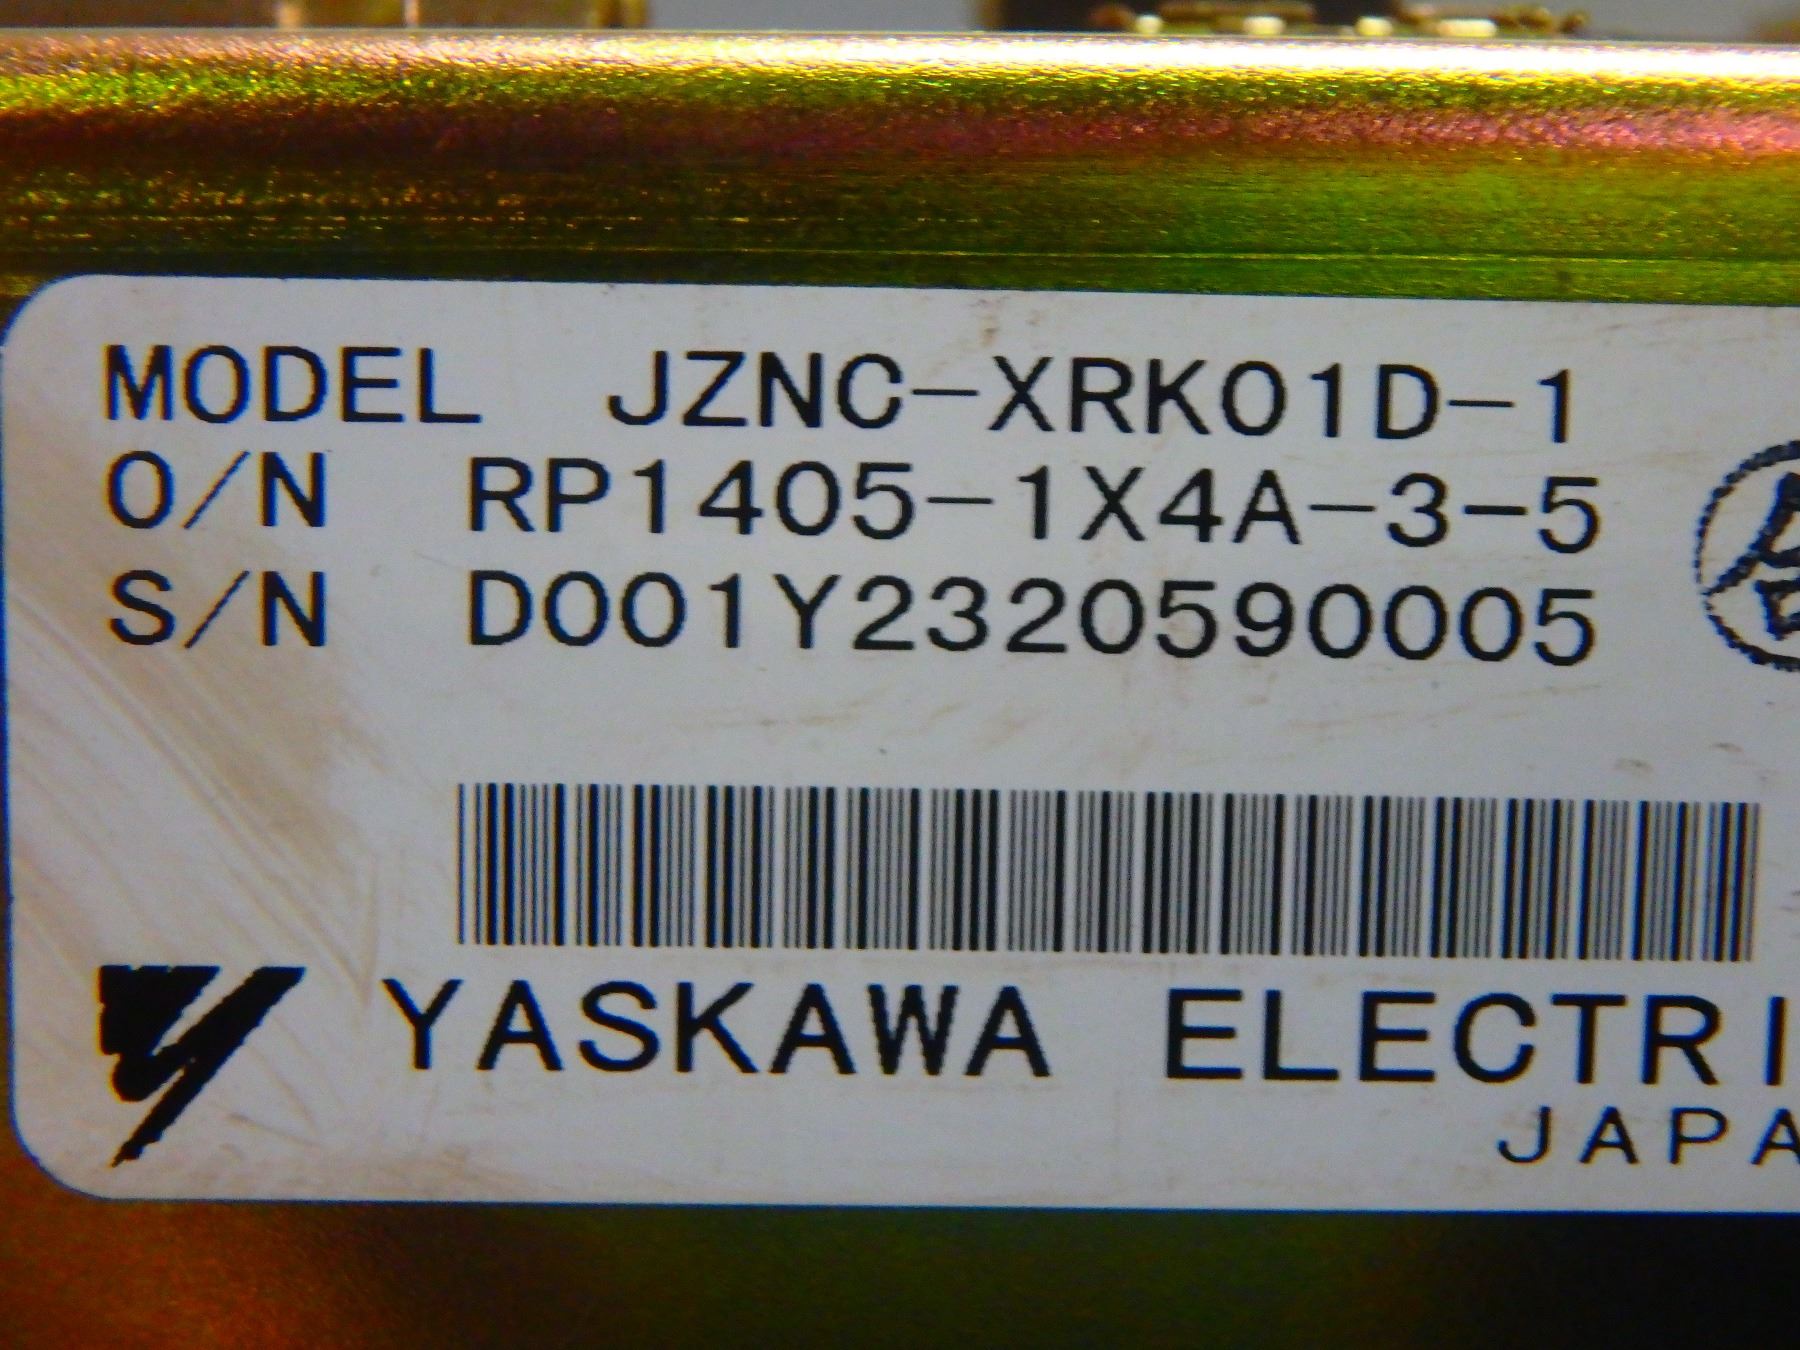 MODEL JZNC-XRK01D-1
O/N RP1405-1X4A-3-5
S/N D001Y2320590005
YASKAWA ELECTRI
JAPA